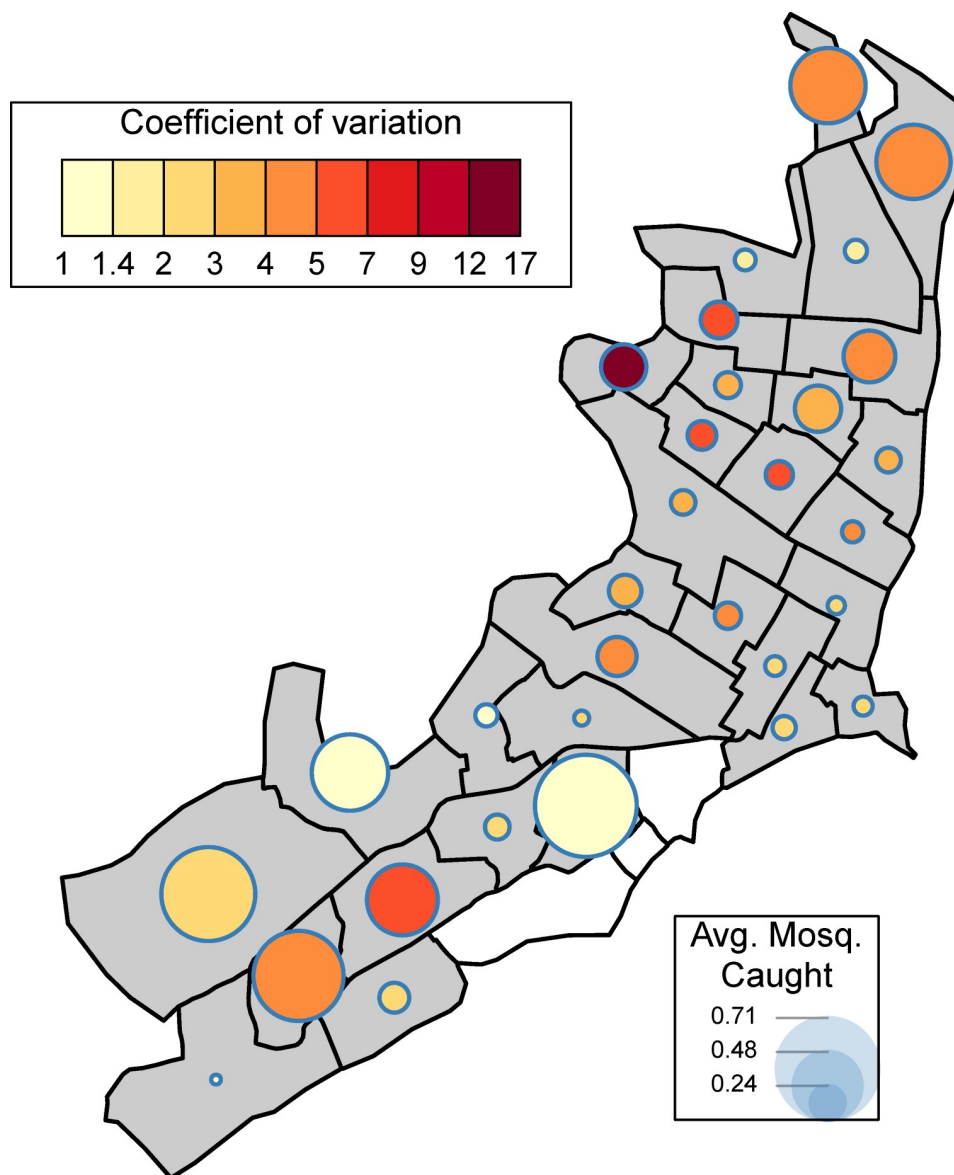 Coefficient of variation
1 1.4 2 3 4 5 7 9 12 17
Avg. Mosq.
Caught
0.71
0.48
0.24